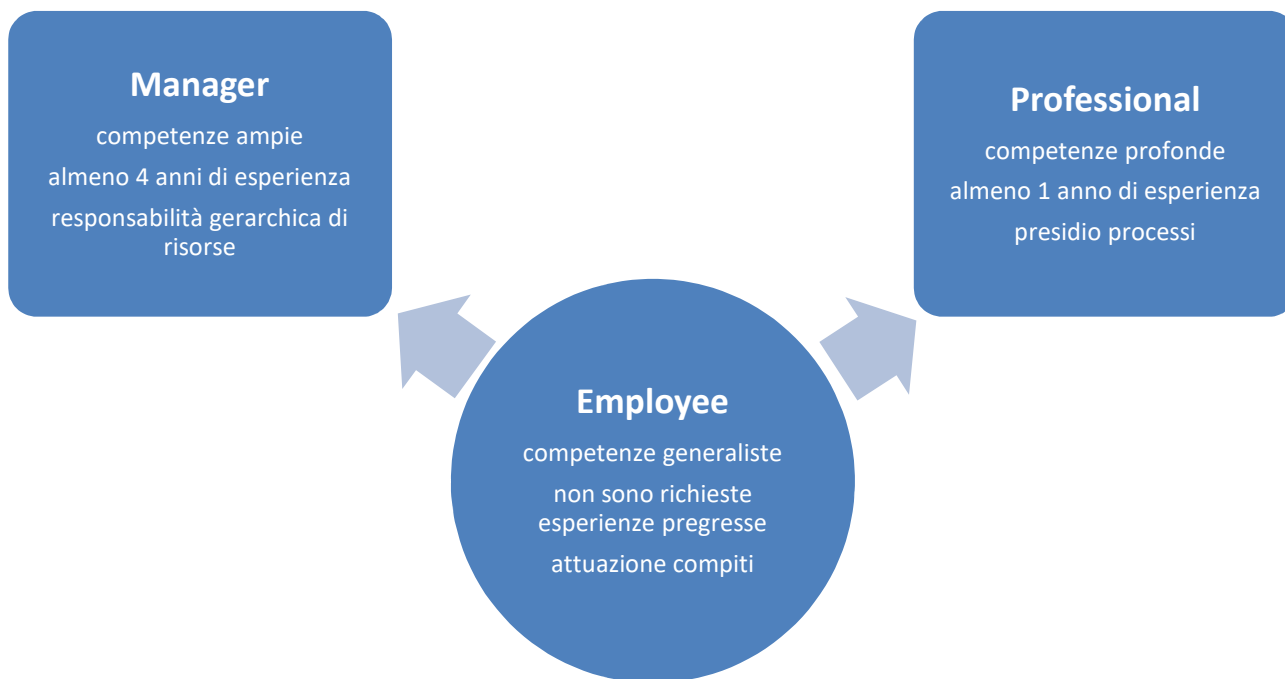 Manager
competenze ampie
almeno 4 anni di esperienza
responsabilità gerarchica di
risorse
Professional
competenze profonde
almeno 1 anno di esperienza
presidio processi
Employee
competenze generaliste
non sono richieste
esperienze pregresse
attuazione compiti